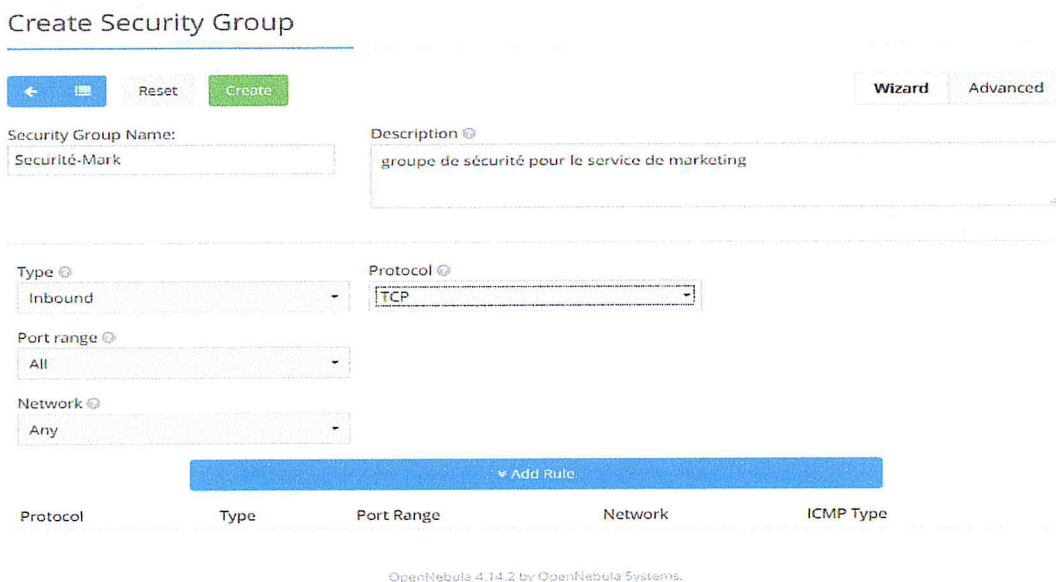 Create Security Group
Reset Create Wizard Advanced
Security Group Name: Description
Securité-Mark groupe de sécurité pour le service de marketing
Type Protocol
Inbound TCP
Port range
All
Network
Any
Add Rule
Protocol Type Port Range Network ICMP Type
OpenNebula 4.14.2 by OpenNebula Systems.